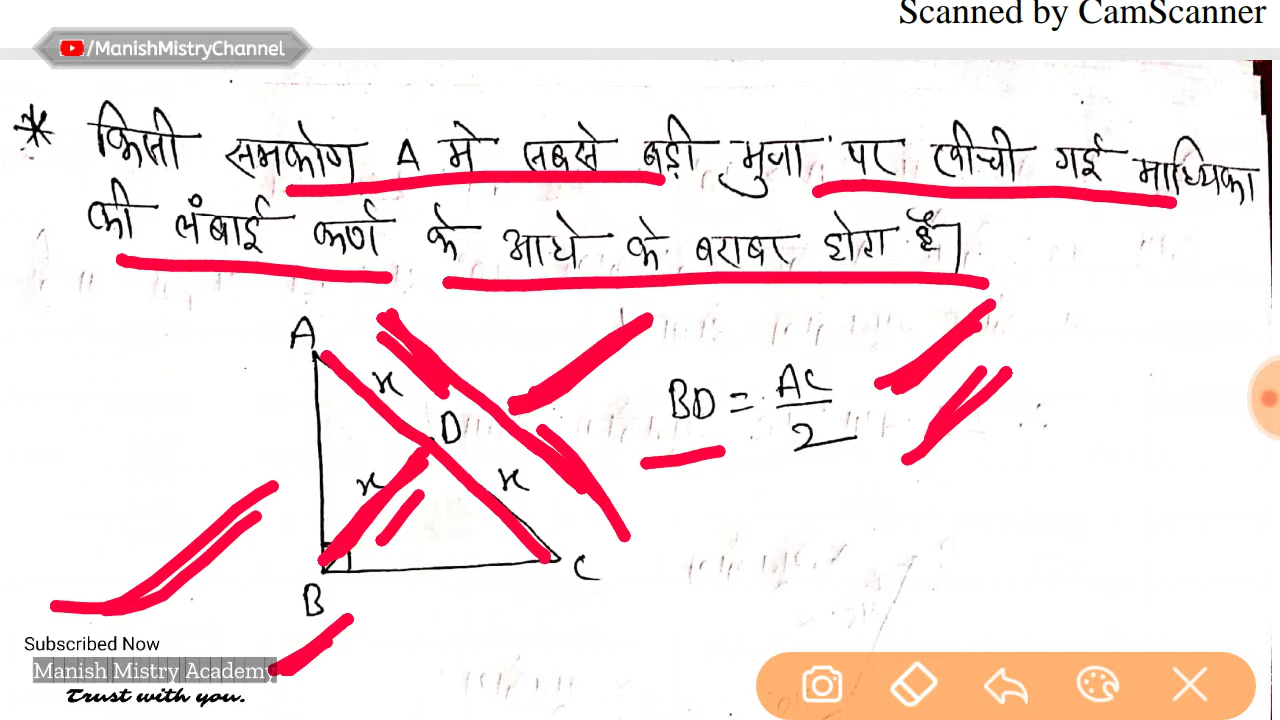 Scanned by CamScanner
/ManishMistryChannel
* किसी समकोण Δ मे सबसे बड़ी भुजा पर खीची गई माध्यिका
की लंबाई कर्ण के आधे के बराबर होता है।
A
x
D
BD = AC/2
x
x
B
C
Subscribed Now
Manish Mistry Academy
Trust with you.